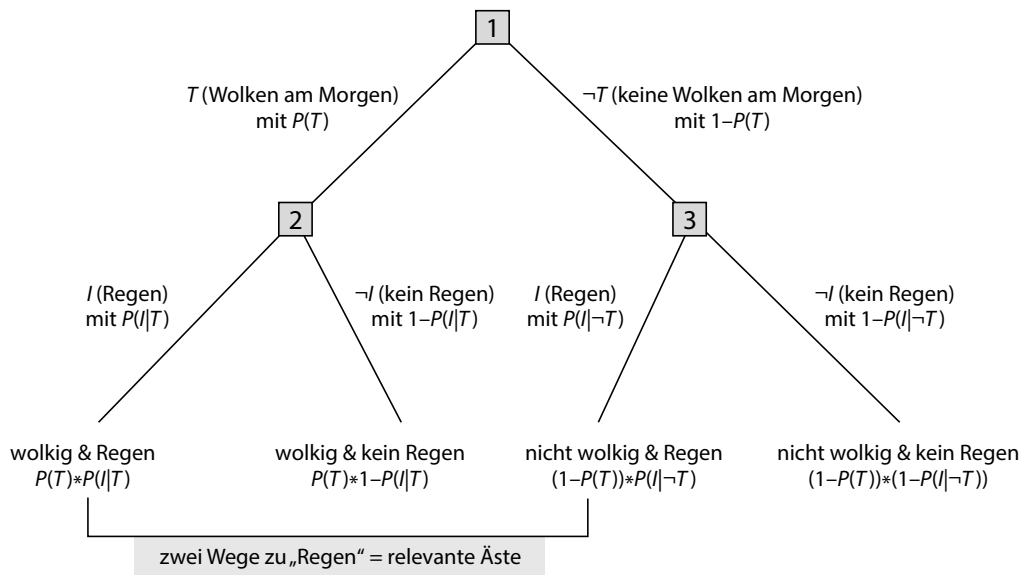 1
T (Wolken am Morgen)
mit P(T)
¬T (keine Wolken am Morgen)
mit 1–P(T)
2
3
I (Regen)
mit P(I|T)
¬I (kein Regen)
mit 1–P(I|T)
I (Regen)
mit P(I|¬T)
¬I (kein Regen)
mit 1–P(I|¬T)
wolkig & Regen
P(T)*P(I|T)
wolkig & kein Regen
P(T)*1–P(I|T)
nicht wolkig & Regen
(1–P(T))*P(I|¬T)
nicht wolkig & kein Regen
(1–P(T))*(1–P(I|¬T))
zwei Wege zu „Regen“ = relevante Äste